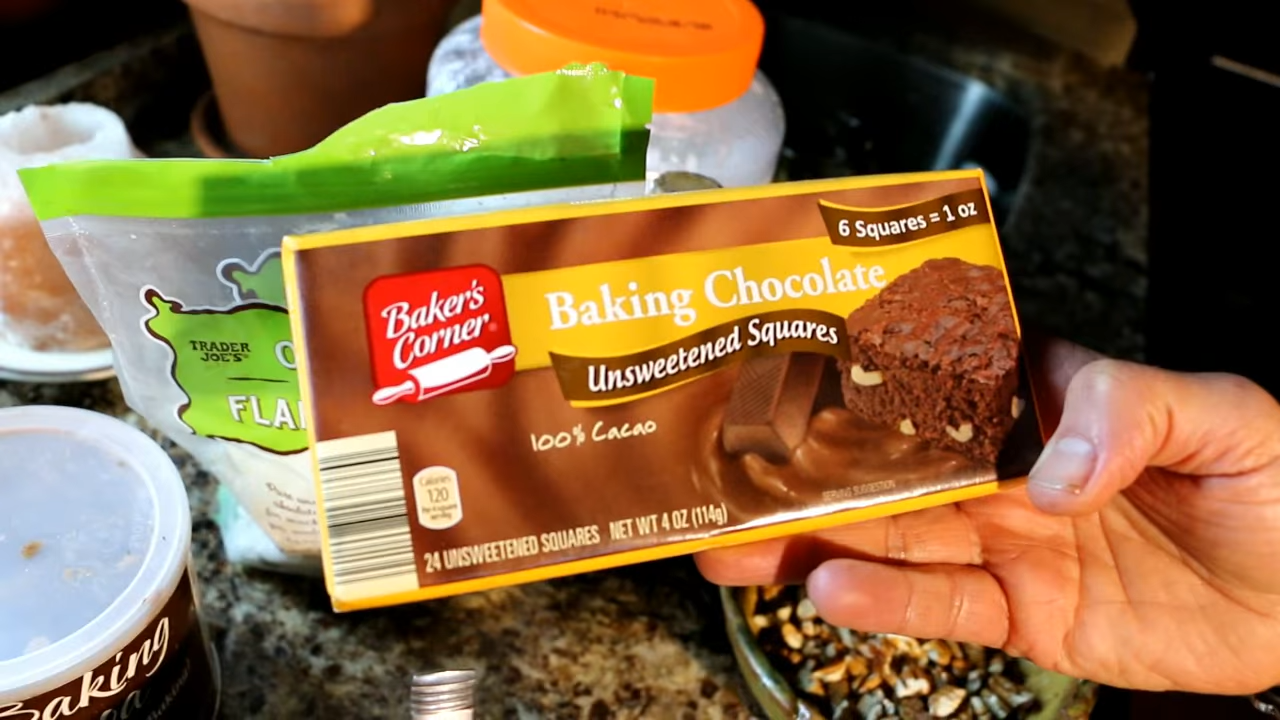 6 Squares = 1 oz
Baker's
Corner®
Baking Chocolate
Unsweetened Squares
100% Cacao
Calories
120
24 UNSWEETENED SQUARES NET WT 4 OZ (114g)
SERVING SUGGESTION
TRADER
JOE'S
FLA
Baking